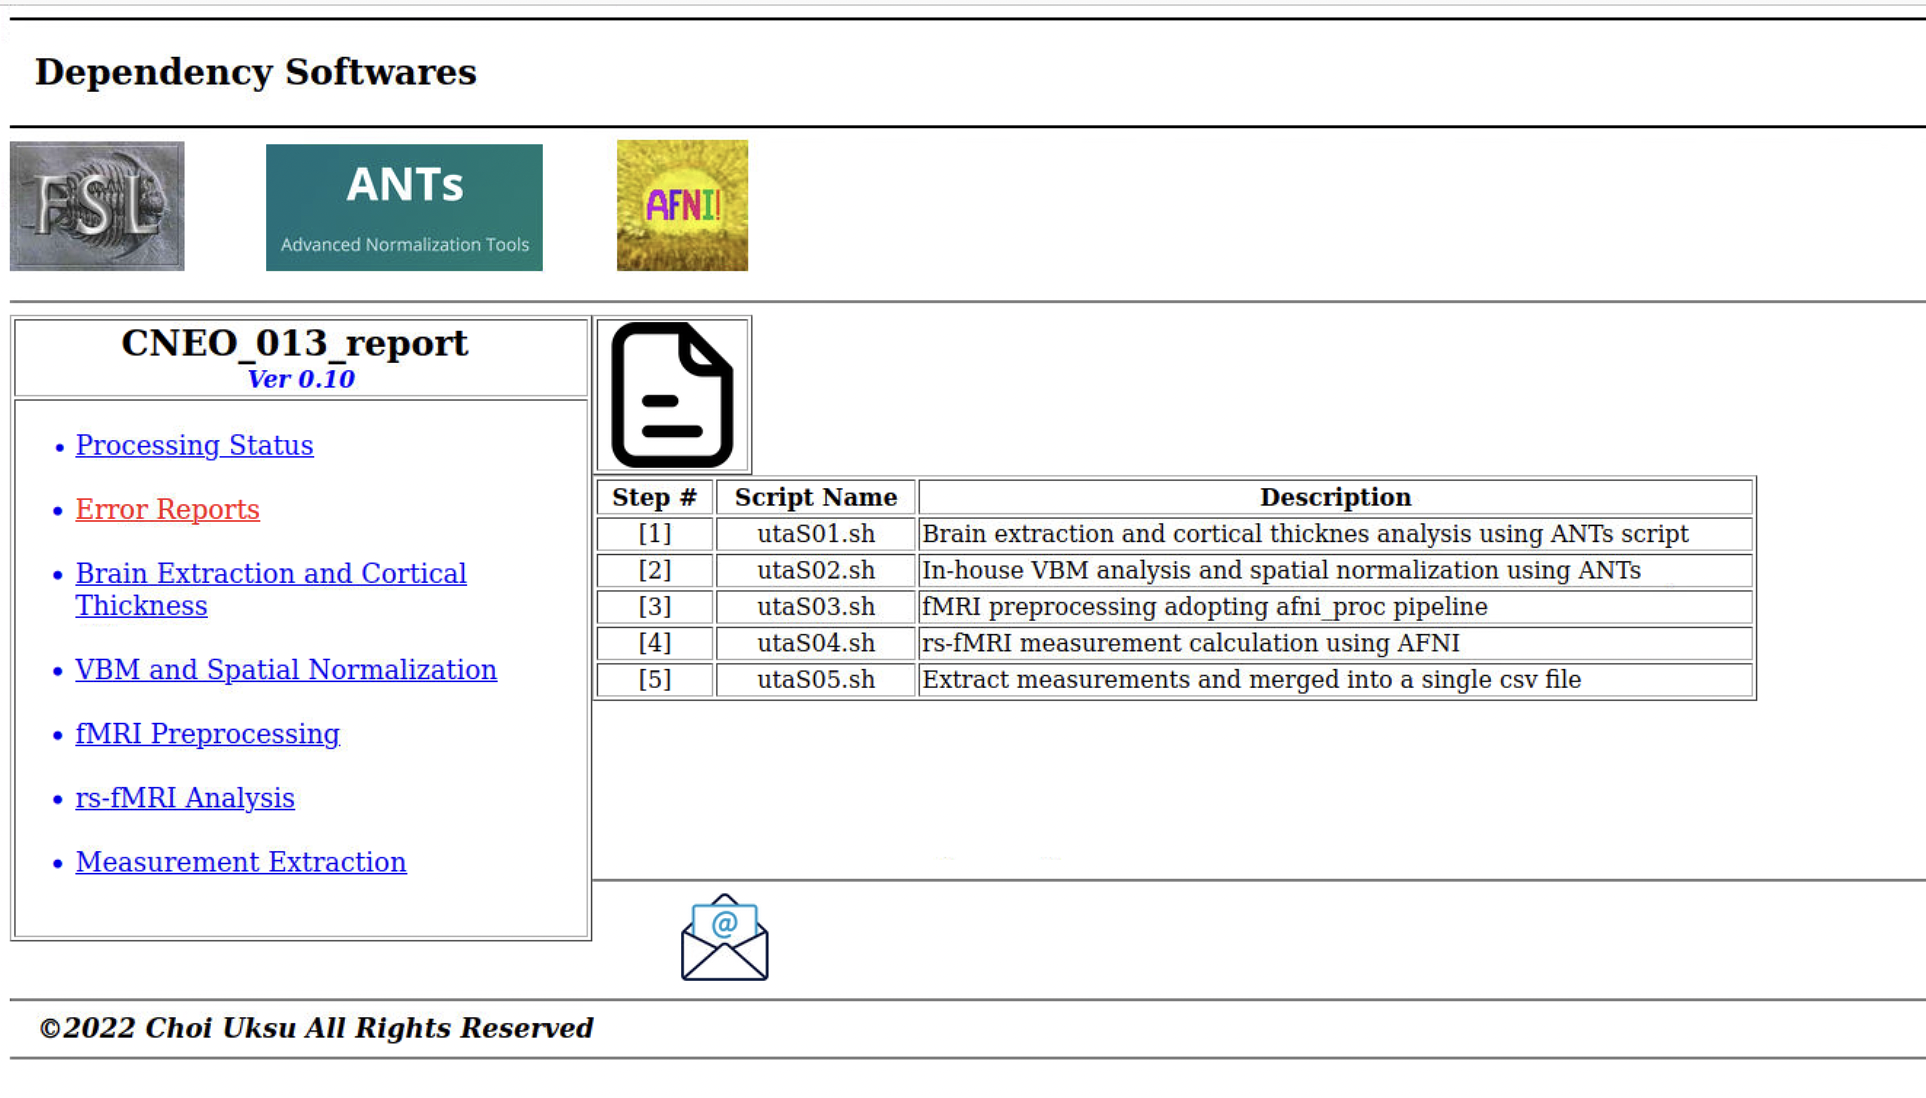 Dependency Softwares
FSL
ANTs
Advanced Normalization Tools
AFNI!
CNEO_013_report
Ver 0.10
Processing Status
Error Reports
Brain Extraction and Cortical
Thickness
VBM and Spatial Normalization
fMRI Preprocessing
rs-fMRI Analysis
Measurement Extraction
Step # Script Name Description
[1] utaS01.sh Brain extraction and cortical thicknes analysis using ANTs script
[2] utaS02.sh In-house VBM analysis and spatial normalization using ANTs
[3] utaS03.sh fMRI preprocessing adopting afni_proc pipeline
[4] utaS04.sh rs-fMRI measurement calculation using AFNI
[5] utaS05.sh Extract measurements and merged into a single csv file
@
©2022 Choi Uksu All Rights Reserved